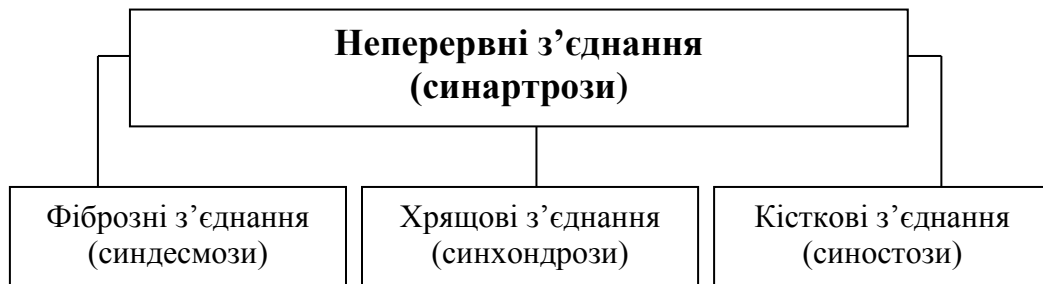 Неперервні з’єднання
(синартрози)
Фіброзні з’єднання
(синдесмози)
Хрящові з’єднання
(синхондрози)
Кісткові з’єднання
(синостози)